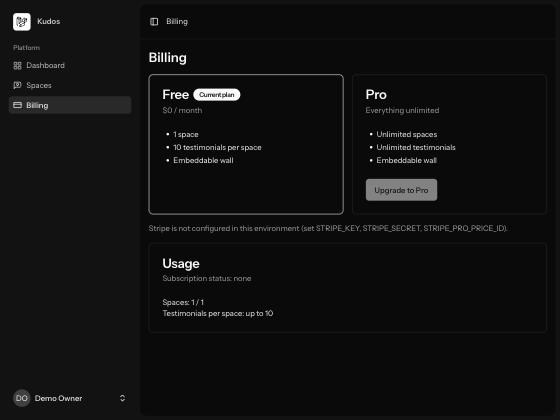 Kudos
Platform
Dashboard
Spaces
Billing
Billing
Billing
Free Current plan
$0 / month
• 1 space
• 10 testimonials per space
• Embeddable wall
Pro
Everything unlimited
• Unlimited spaces
• Unlimited testimonials
• Embeddable wall
Upgrade to Pro
Stripe is not configured in this environment (set STRIPE_KEY, STRIPE_SECRET, STRIPE_PRO_PRICE_ID).
Usage
Subscription status: none
Spaces: 1 / 1
Testimonials per space: up to 10
DO Demo Owner